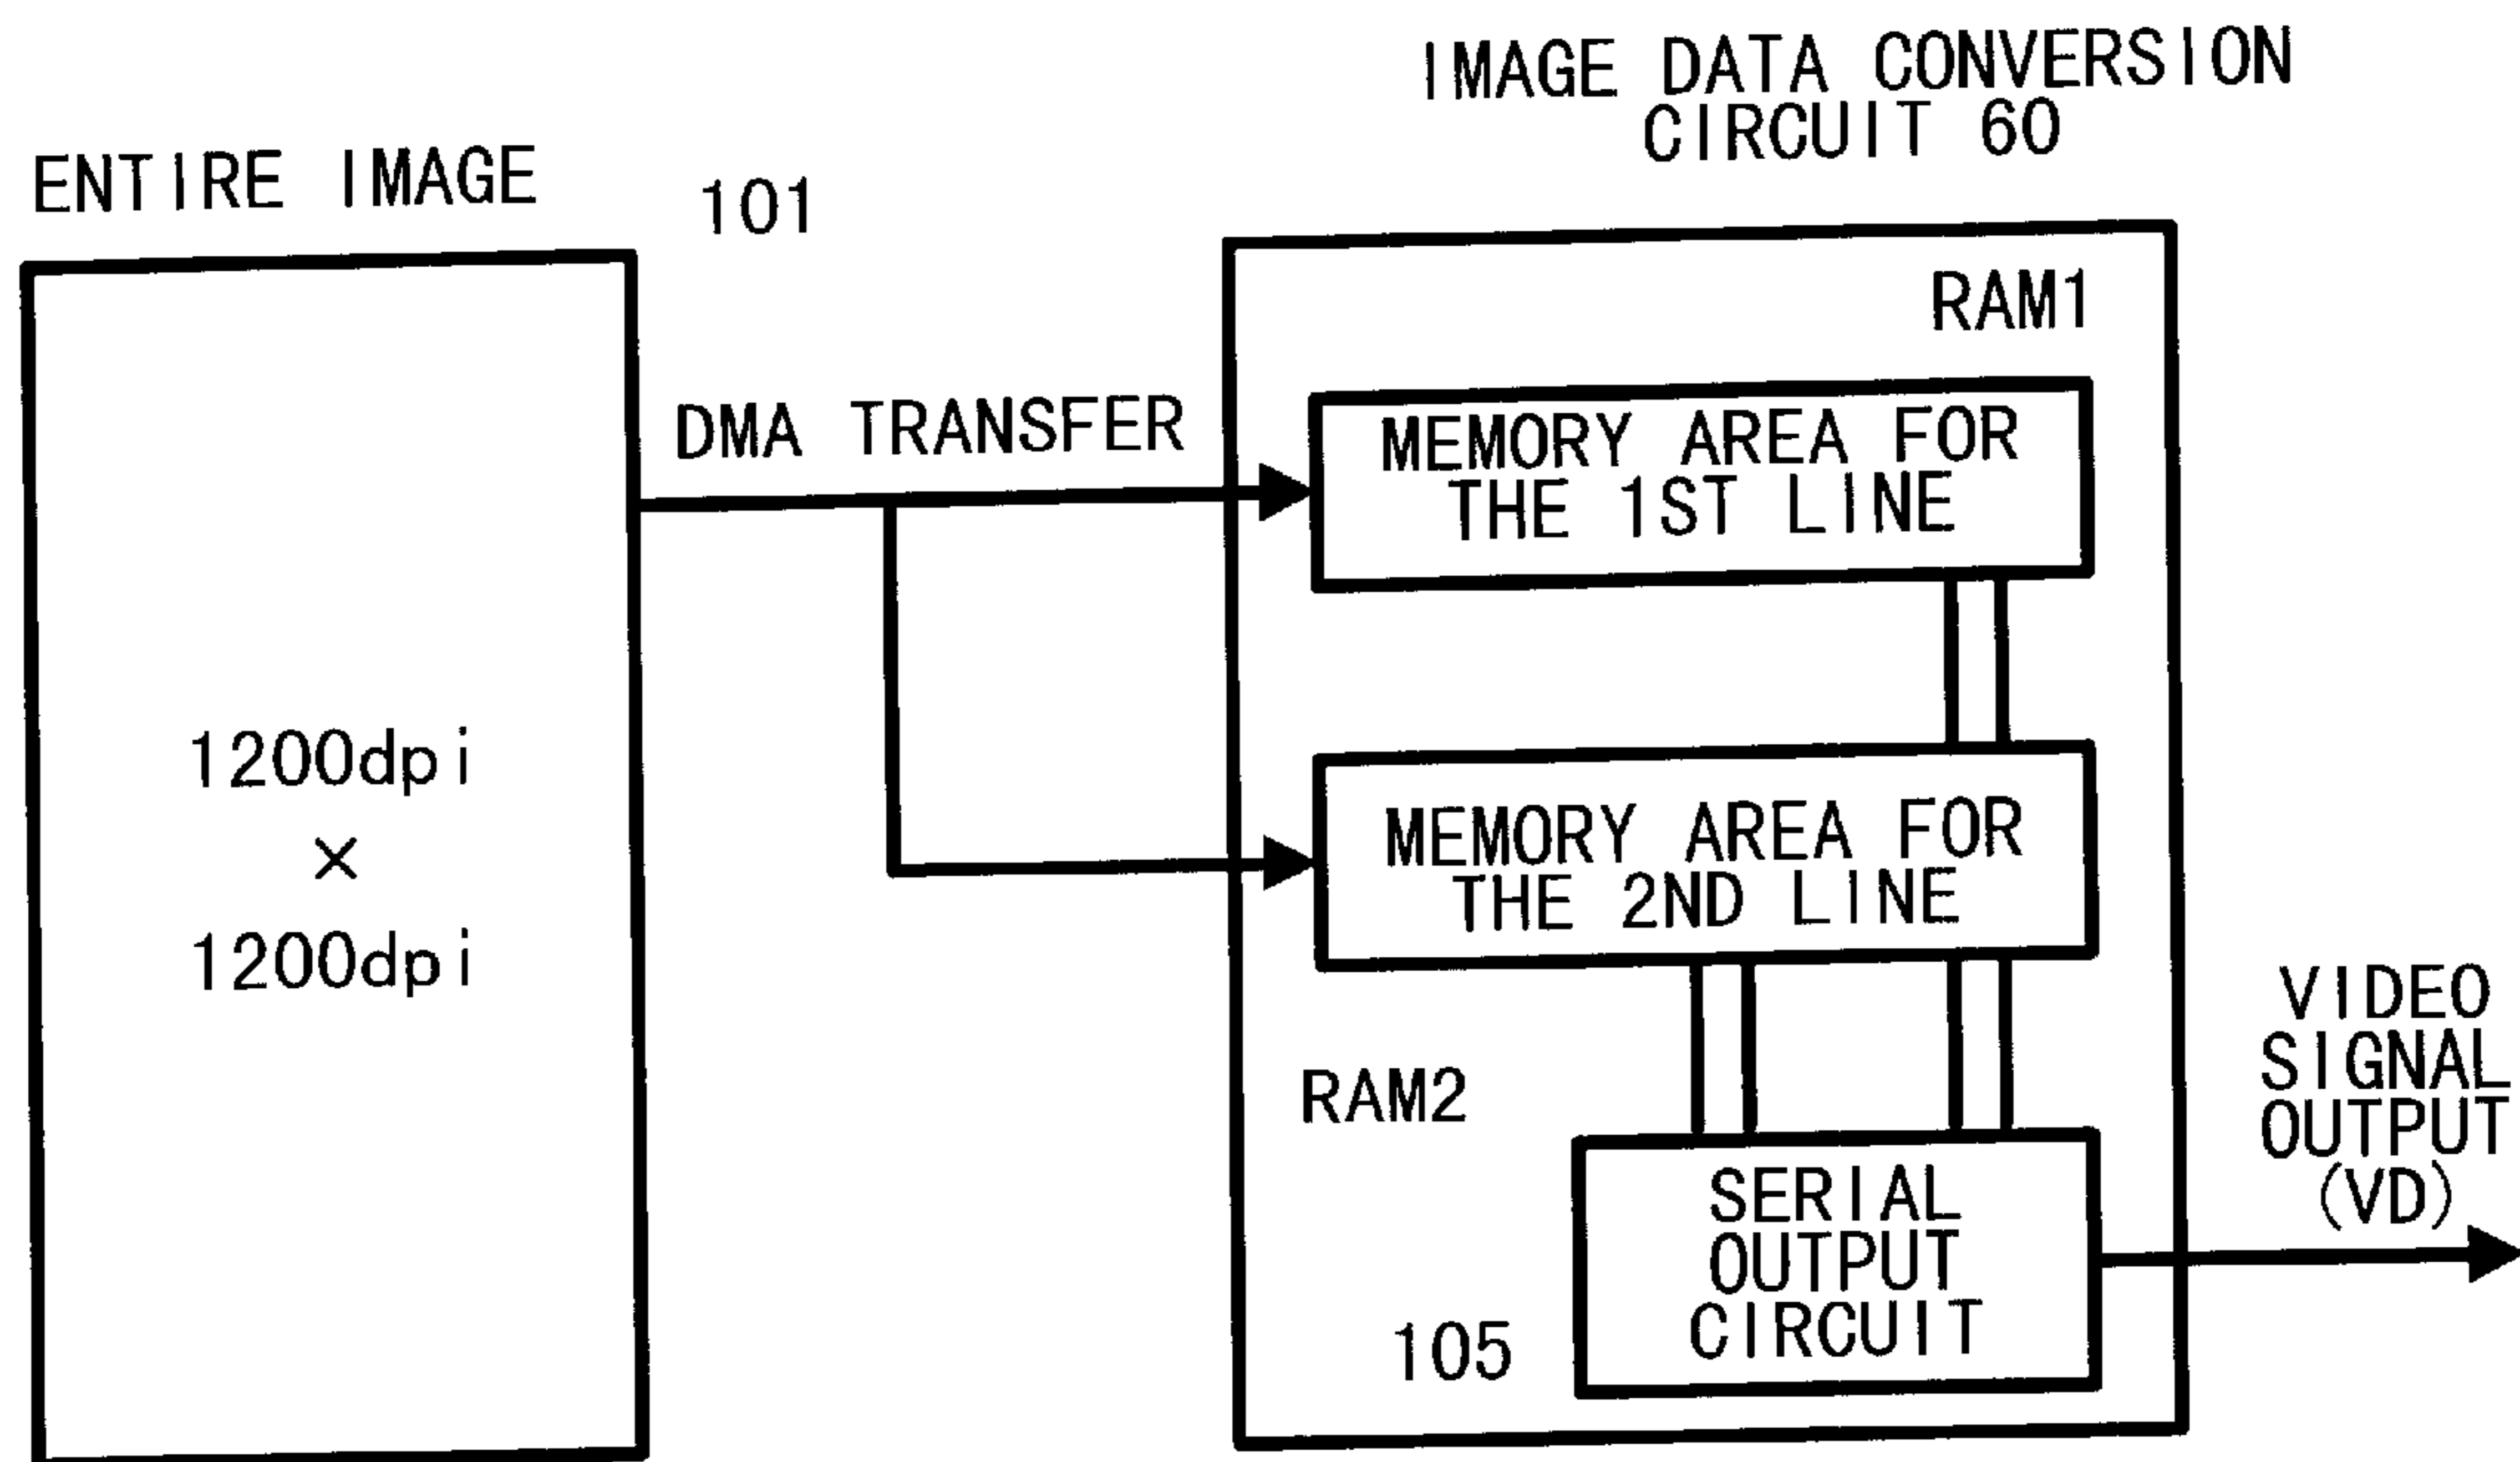 IMAGE DATA CONVERSION
CIRCUIT 60
ENTIRE IMAGE
101
RAM1
DMA TRANSFER
MEMORY AREA FOR
THE 1ST LINE
1200dpi
×
1200dpi
MEMORY AREA FOR
THE 2ND LINE
RAM2
SERIAL
OUTPUT
CIRCUIT
105
VIDEO
SIGNAL
OUTPUT
(VD)